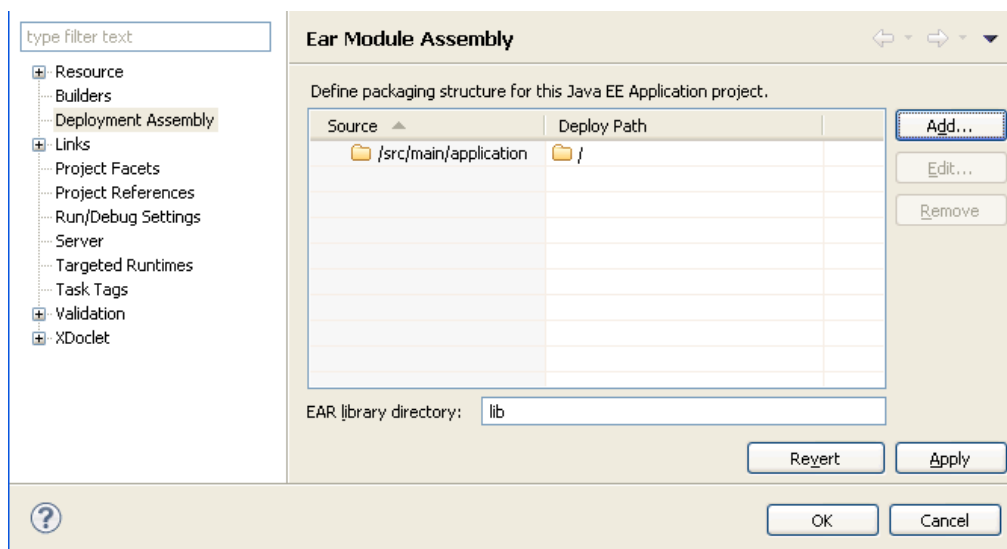 type filter text
Resource
Builders
Deployment Assembly
Links
Project Facets
Project References
Run/Debug Settings
Server
Targeted Runtimes
Task Tags
Validation
XDoclet
Ear Module Assembly
Define packaging structure for this Java EE Application project.
Source Deploy Path
/src/main/application /
Add...
Edit...
Remove
EAR library directory: lib
Revert Apply
OK Cancel